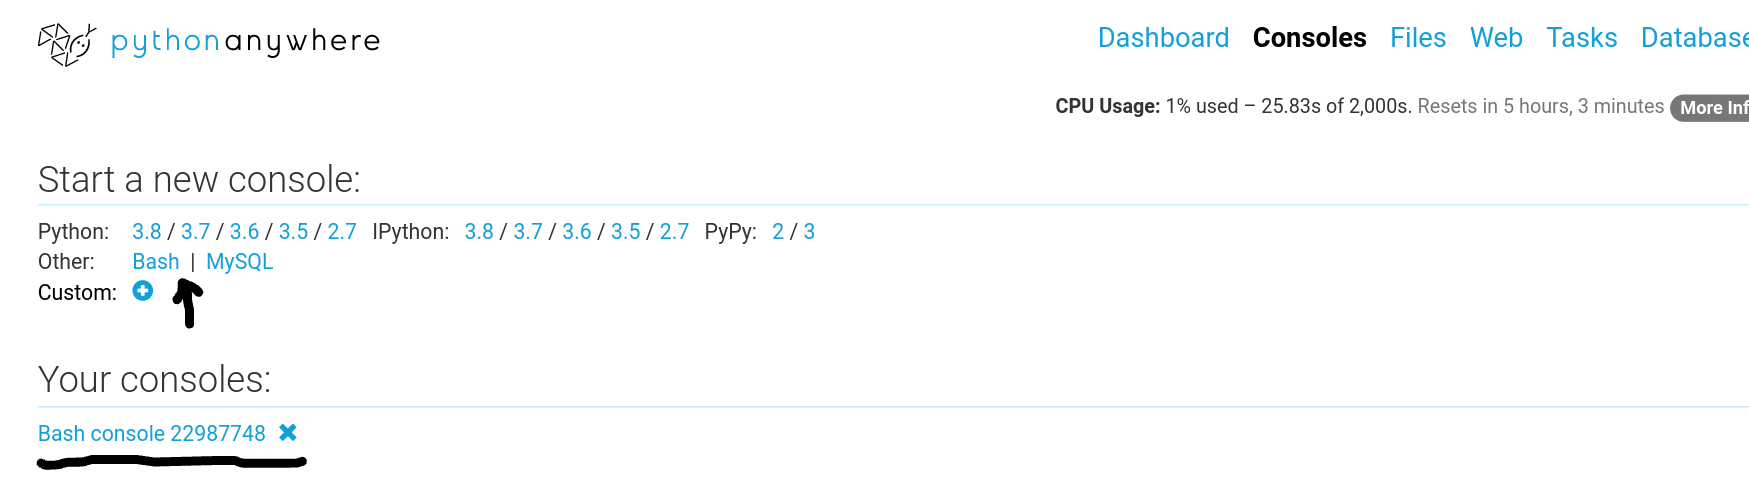 pythonanywhere
Dashboard Consoles Files Web Tasks Database
CPU Usage: 1% used – 25.83s of 2,000s. Resets in 5 hours, 3 minutes More Inf
Start a new console:
Python: 3.8 / 3.7 / 3.6 / 3.5 / 2.7 IPython: 3.8 / 3.7 / 3.6 / 3.5 / 2.7 PyPy: 2 / 3
Other: Bash | MySQL
Custom:
Your consoles:
Bash console 22987748